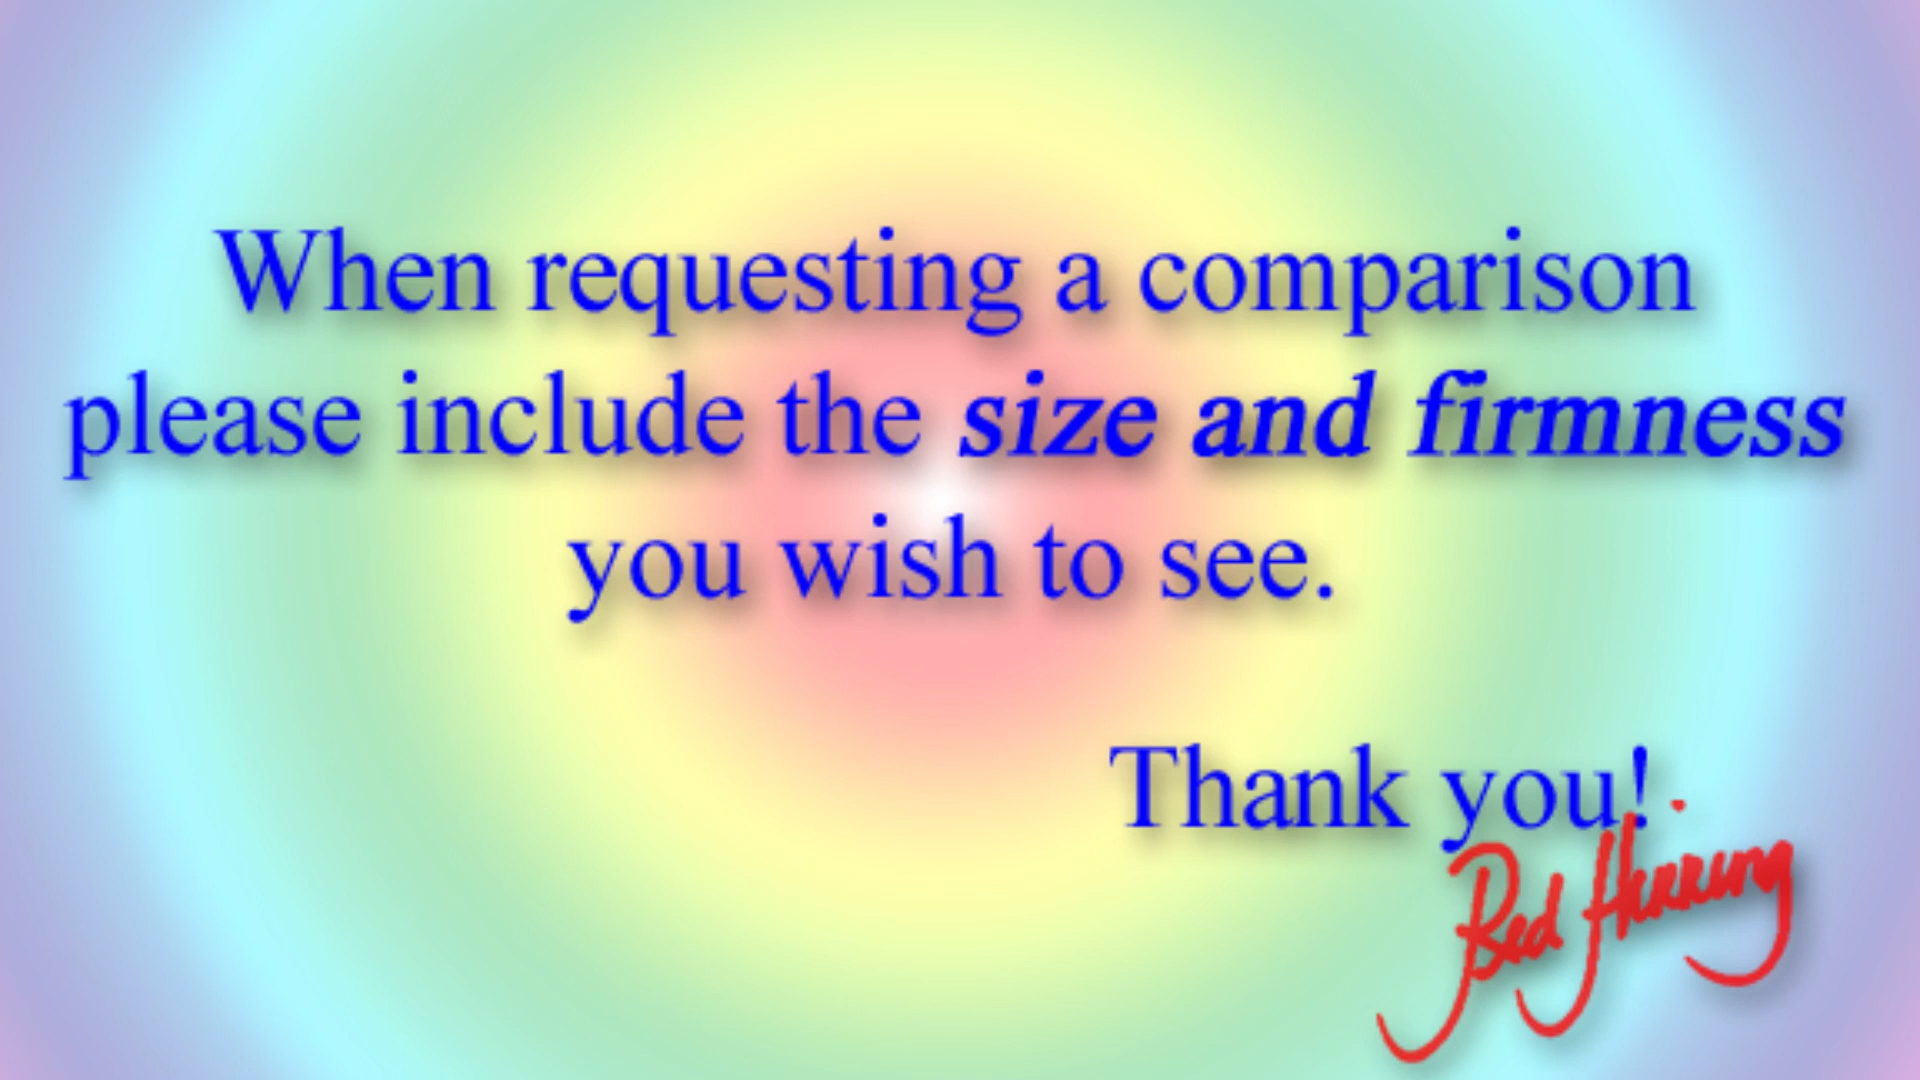 When requesting a comparison
please include the size and firmness
you wish to see.
Thank you!
Red Herring